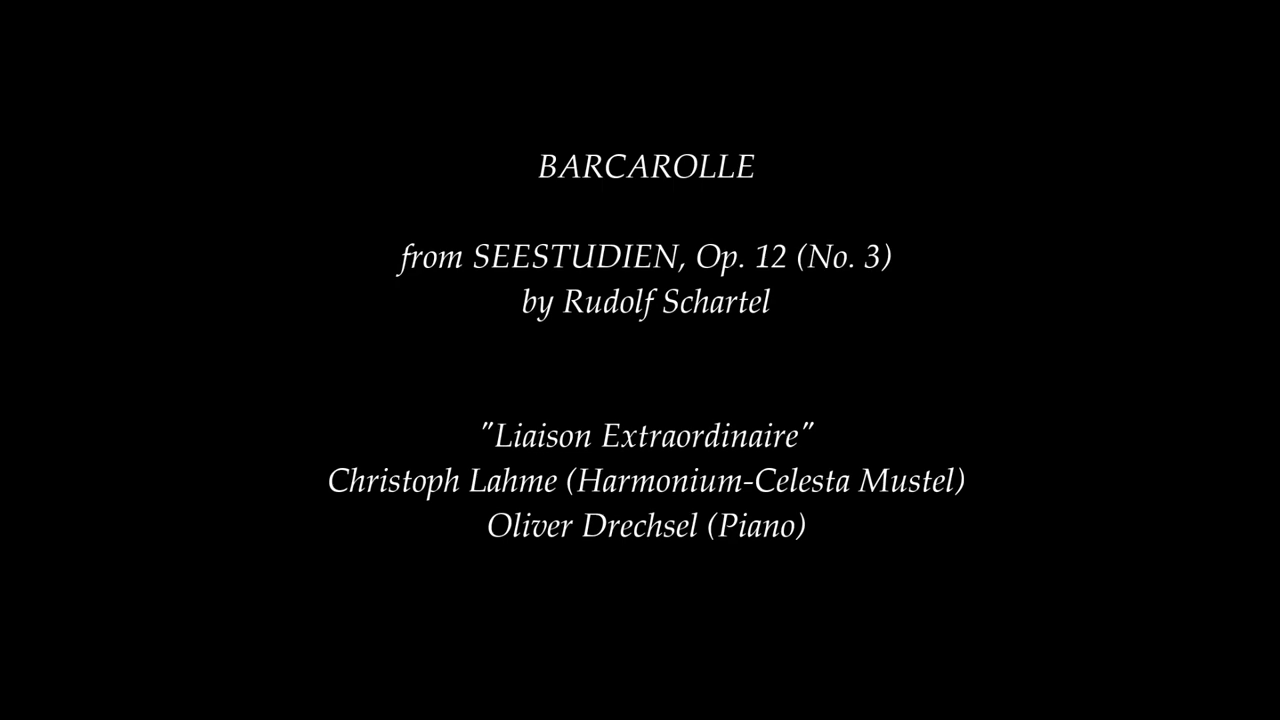 BARCAROLLE
from SEESTUDIEN, Op. 12 (No. 3)
by Rudolf Schartel
"Liaison Extraordinaire"
Christoph Lahme (Harmonium-Celesta Mustel)
Oliver Drechsel (Piano)